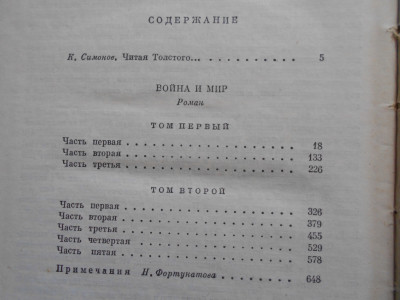 СОДЕРЖАНИЕ
К. Симонов. Читая Толстого... . . . . . . . . . . 5
ВОЙНА И МИР
Роман
ТОМ ПЕРВЫЙ
Часть первая . . . . . . . . . . . . . . . . . . 18
Часть вторая . . . . . . . . . . . . . . . . . . 133
Часть третья . . . . . . . . . . . . . . . . . . 226
ТОМ ВТОРОЙ
Часть первая . . . . . . . . . . . . . . . . . . 326
Часть вторая . . . . . . . . . . . . . . . . . . 379
Часть третья . . . . . . . . . . . . . . . . . . 455
Часть четвертая . . . . . . . . . . . . . . . . 529
Часть пятая . . . . . . . . . . . . . . . . . . 578
Примечания Н. Фортунатова . . . . . . . . . . 648